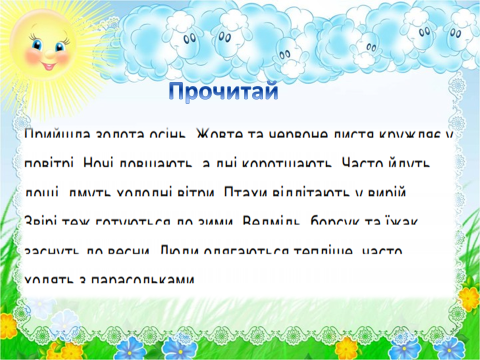 Прочитай
Прийшла золота осінь. Жовте та червоне листя кружляє у
повітрі. Ночі довшають, а дні коротшають. Часто йдуть
дощі, дмуть холодні вітри. Птахи відлітають у вирій.
Звірі теж готуються до зими. Ведмідь, борсук та їжак
заснуть до весни. Люди одягаються тепліше, часто
ходять з парасольками.